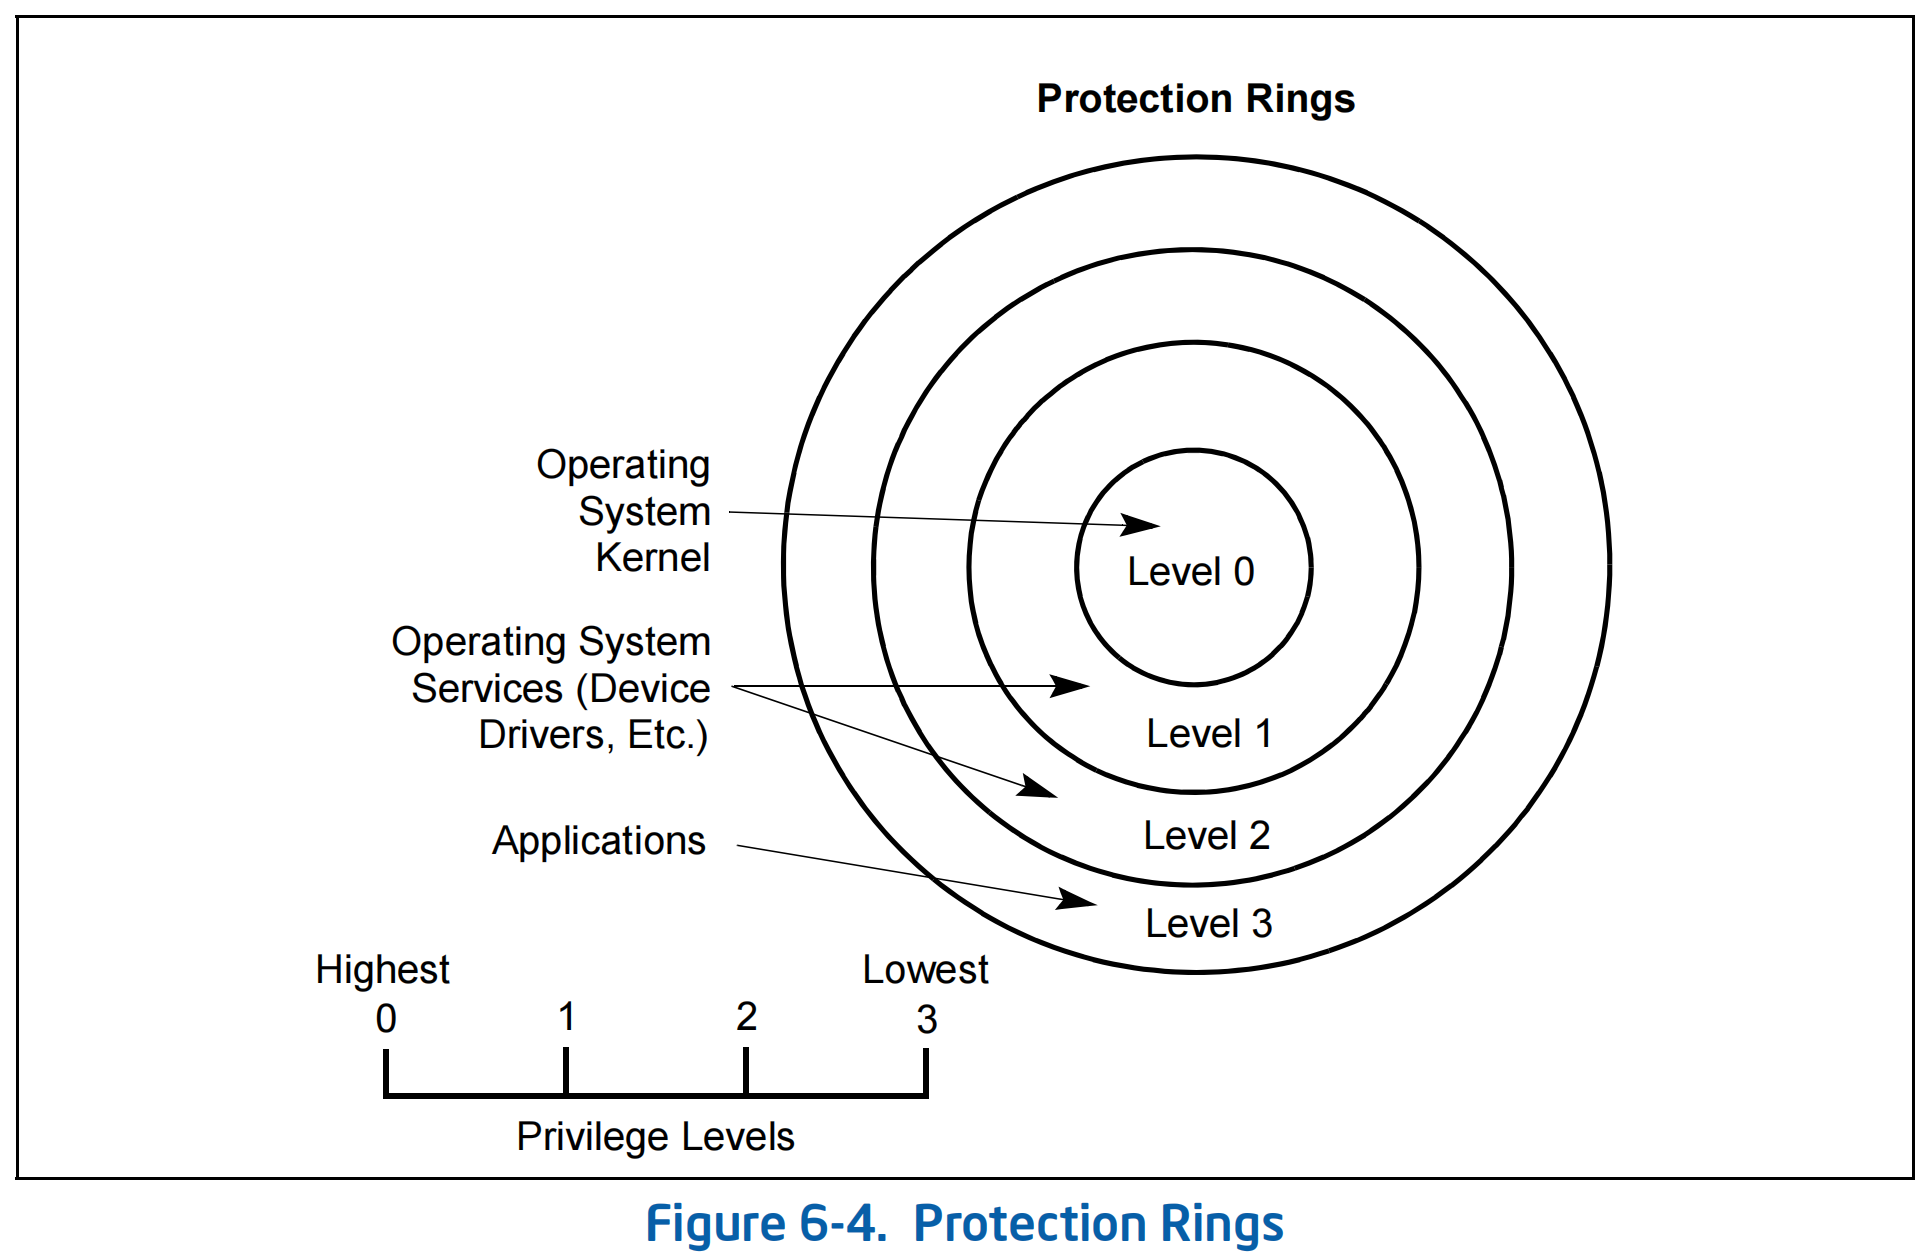 Protection Rings
Operating
System
Kernel
Level 0
Operating System
Services (Device
Drivers, Etc.)
Level 1
Level 2
Applications
Level 3
Highest
Lowest
0
1
2
3
Privilege Levels
Figure 6-4. Protection Rings